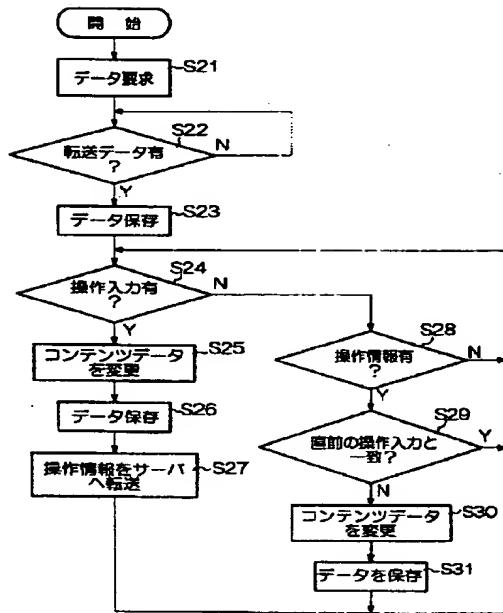 開 始
データ要求
S21
転送データ有
?
S22
N
Y
データ保存
S23
操作入力有
?
S24
N
Y
コンテンツデータ
を変更
S25
データ保存
S26
操作情報をサーバ
へ転送
S27
操作情報有
?
S28
N
Y
直前の操作入力と
一致?
S29
Y
N
コンテンツデータ
を変更
S30
データを保存
S31